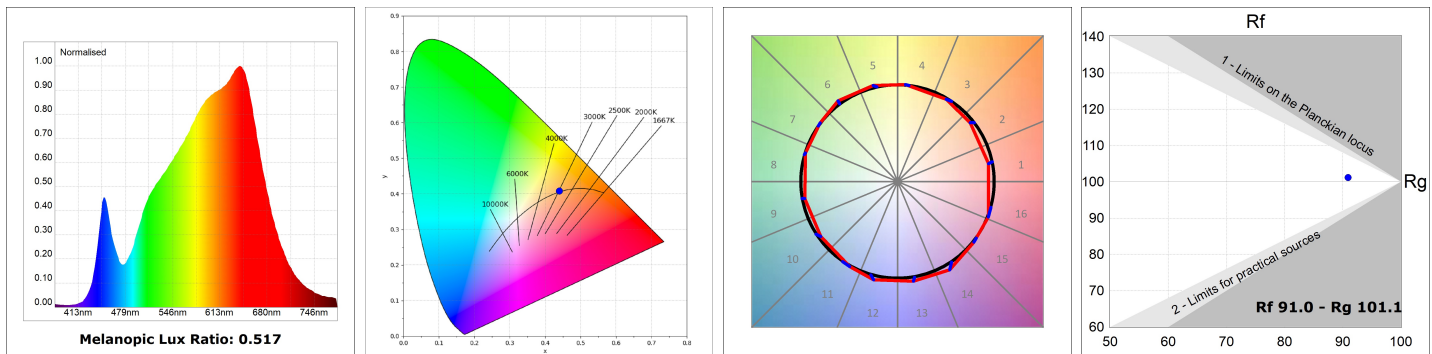 Normalised
1.00
0.90
0.80
0.70
0.60
0.50
0.40
0.30
0.20
0.10
0.00
413nm 479nm 546nm 613nm 680nm 746nm
Melanopic Lux Ratio: 0.517
0.9
0.8
0.7
0.6
0.5
0.4
0.3
0.2
0.1
0.0
y
0.0 0.1 0.2 0.3 0.4 0.5 0.6 0.7 0.8
x
10000K
6000K
4000K
3000K
2500K
2000K
1667K
1
2
3
4
5
6
7
8
9
10
11
12
13
14
15
16
Rf
140
130
120
110
100
90
80
70
60
50 60 70 80 90 100
Rg
1 - Limits on the Planckian locus
2 - Limits for practical sources
Rf 91.0 - Rg 101.1